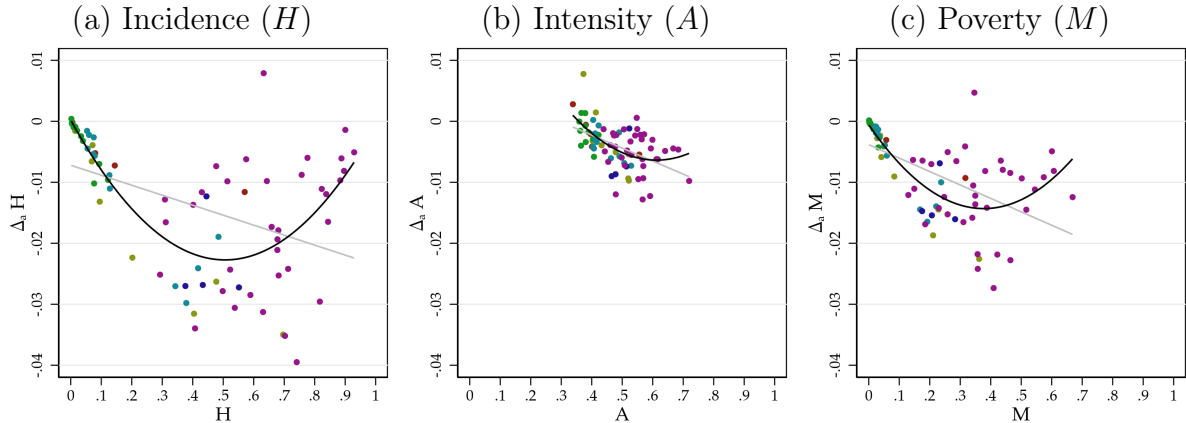 (a) Incidence (H)
(b) Intensity (A)
(c) Poverty (M)
.01
0
-.01
-.02
-.03
-.04
Δa H
0 .1 .2 .3 .4 .5 .6 .7 .8 .9 1
H
.01
0
-.01
-.02
-.03
-.04
Δa A
0 .1 .2 .3 .4 .5 .6 .7 .8 .9 1
A
.01
0
-.01
-.02
-.03
-.04
Δa M
0 .1 .2 .3 .4 .5 .6 .7 .8 .9 1
M